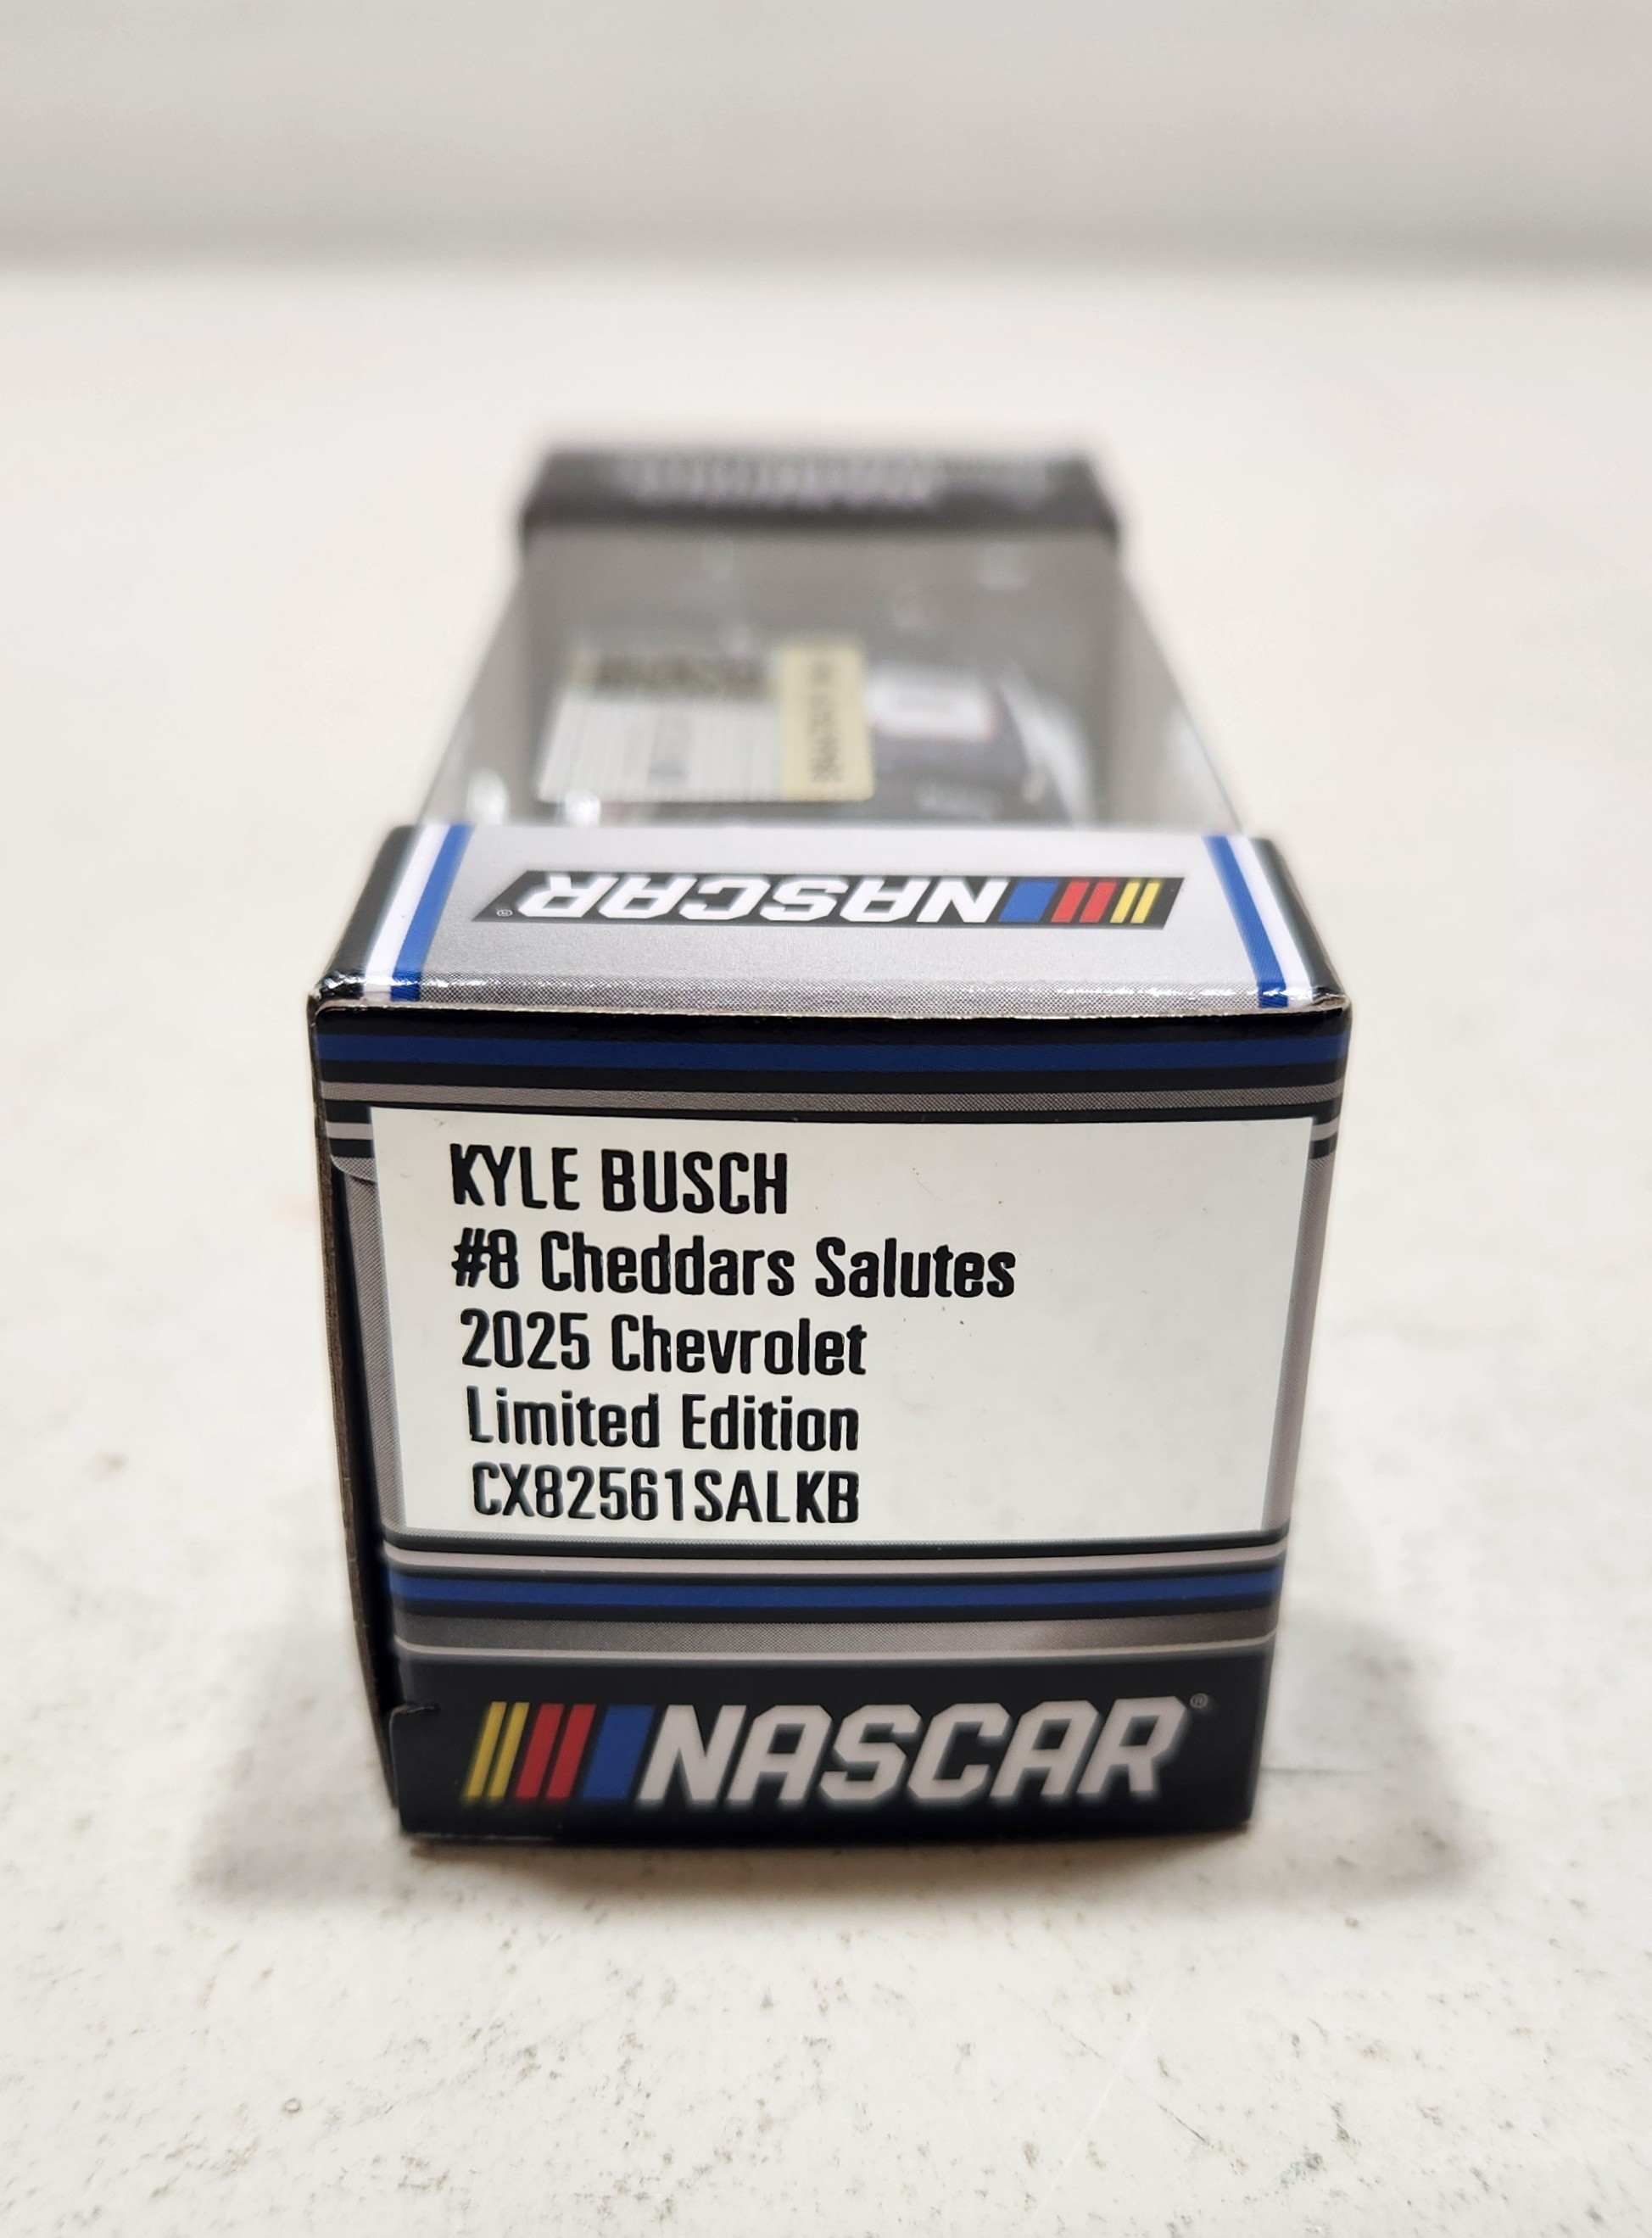 NASCAR®
KYLE BUSCH
#8 Cheddars Salutes
2025 Chevrolet
Limited Edition
CX82561SALKB
NASCAR®